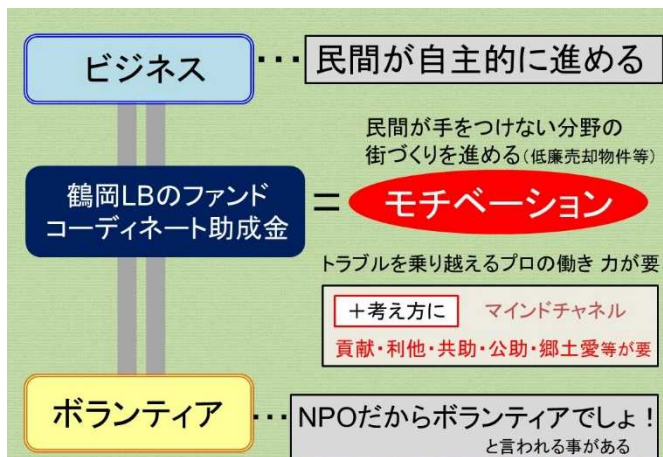 ビジネス
･･･ 民間が自主的に進める
民間が手をつけない分野の
街づくりを進める(低廉売却物件等)
鶴岡LBのファンド
コーディネート助成金
= モチベーション
トラブルを乗り越えるプロの働き 力が要
+考え方に マインドチャネル
貢献・利他・共助・公助・郷土愛等が要
ボランティア
･･･ NPOだからボランティアでしょ!
と言われる事がある